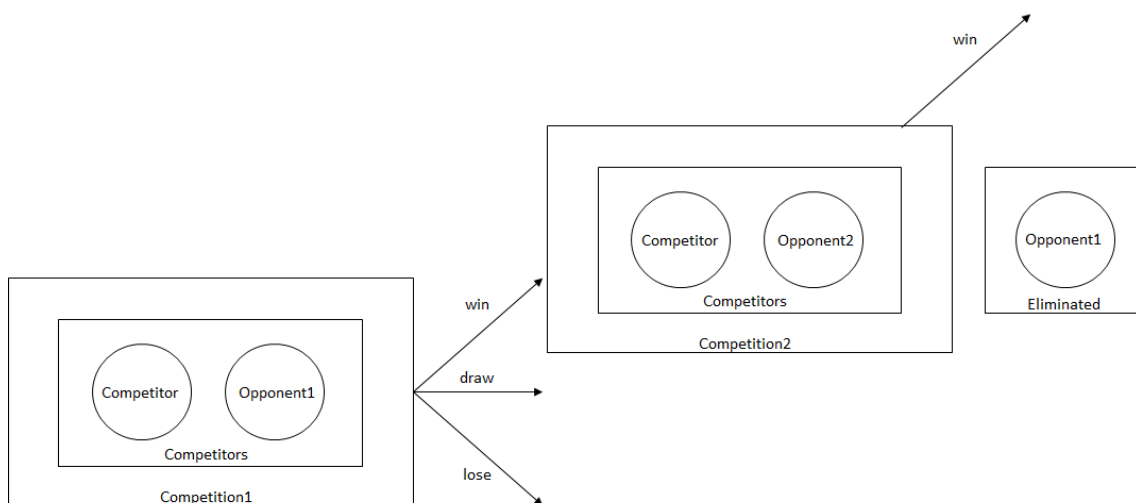 win
Competitor
Opponent2
Competitors
Competition2
Opponent1
Eliminated
win
draw
lose
Competitor
Opponent1
Competitors
Competition1